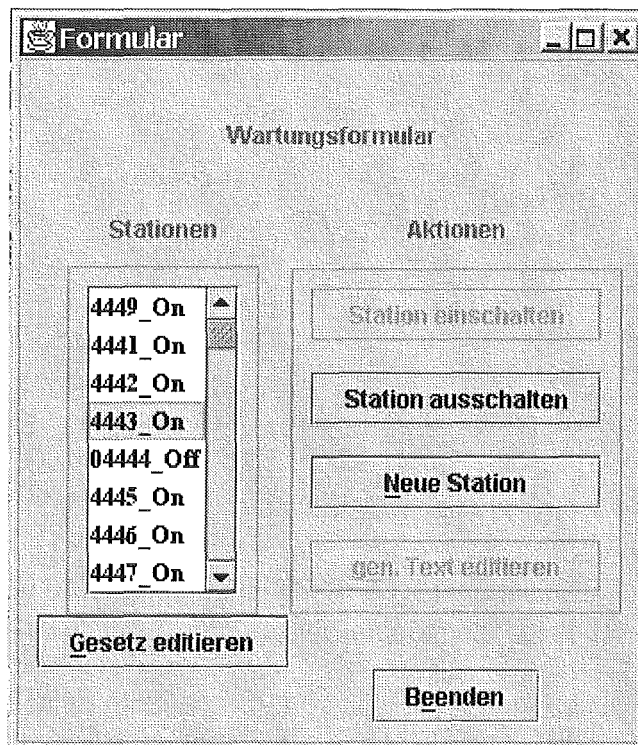 Formular
Wartungsformular
Stationen
4449_On
4441_On
4442_On
4443_On
04444_Off
4445_On
4446_On
4447_On
Gesetz editieren
Aktionen
Station einschalten
Station ausschalten
Neue Station
gen. Text editieren
Beenden